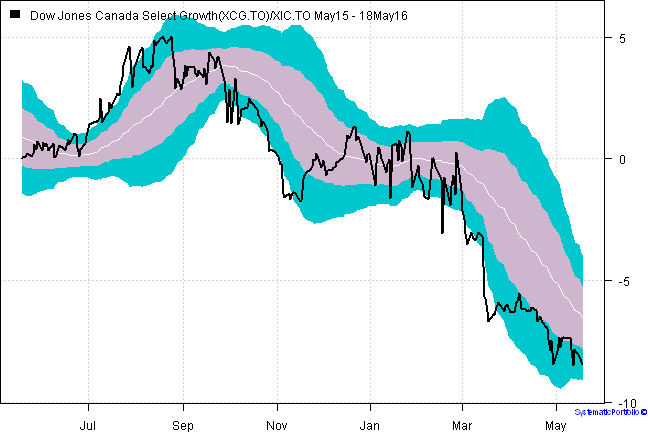 Dow Jones Canada Select Growth(XCG.TO)/XIC.TO May15 - 18May16
5
0
-5
-10
Jul Sep Nov Jan Mar May
SystematicPortfolio ©